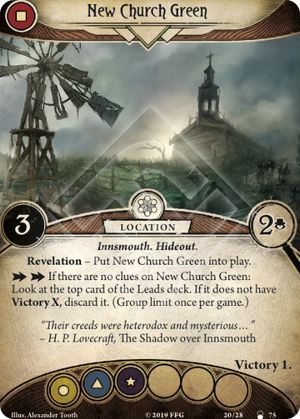 New Church Green
3
LOCATION
2
Innsmouth. Hideout.
Revelation – Put New Church Green into play.
If there are no clues on New Church Green:
Look at the top card of the Leads deck. If it does not have
Victory X, discard it. (Group limit once per game.)
“Their creeds were heterodox and mysterious…”
– H. P. Lovecraft, The Shadow over Innsmouth
Victory 1.
Illus. Alexander Tooth
© 2019 FFG
20/28
75